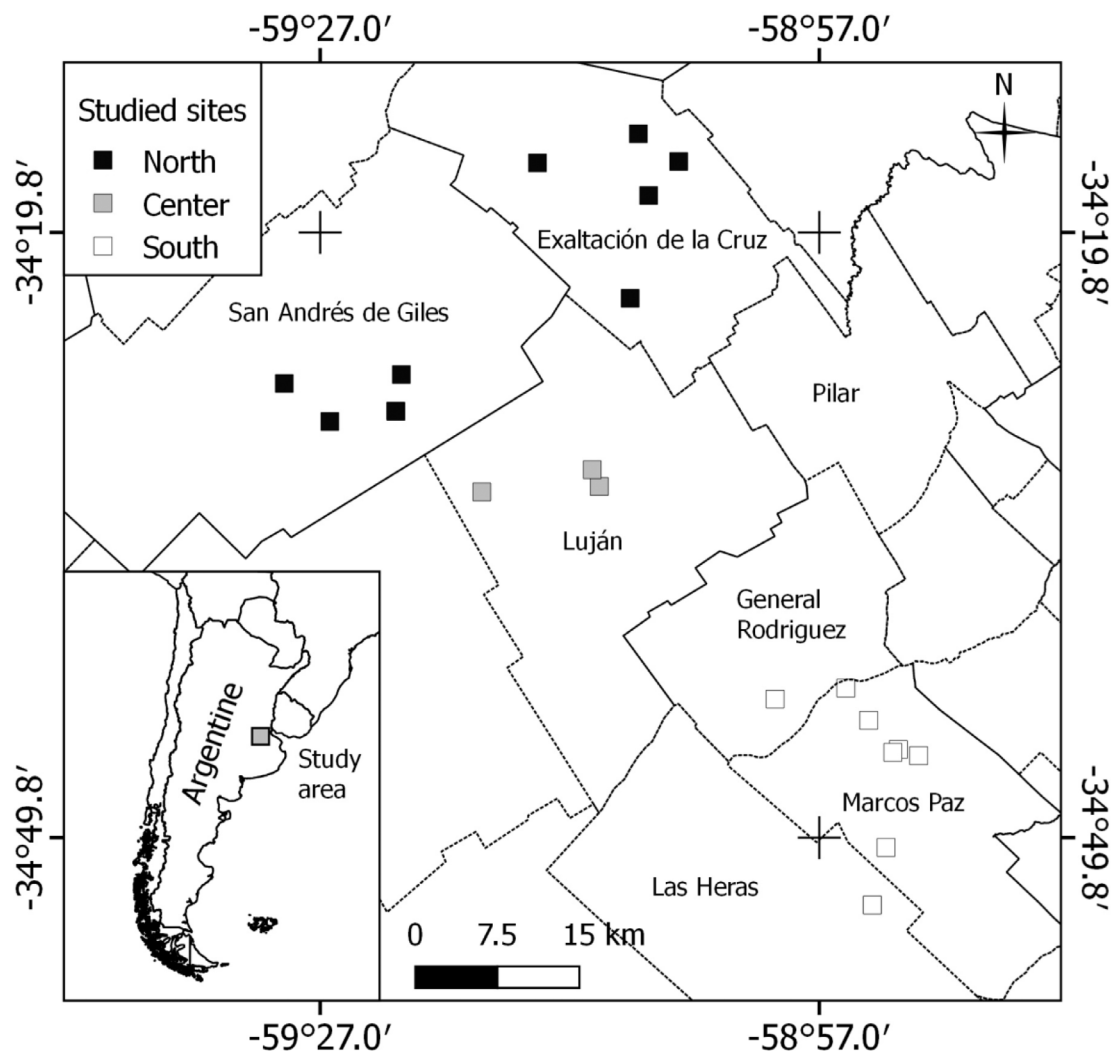 -59°27.0′
-58°57.0′
Studied sites
North
Center
South
N
-34°19.8′
-34°19.8′
Exaltación de la Cruz
San Andrés de Giles
Pilar
Luján
General
Rodriguez
Argentine
Study
area
Marcos Paz
-34°49.8′
-34°49.8′
Las Heras
0 7.5 15 km
-59°27.0′
-58°57.0′